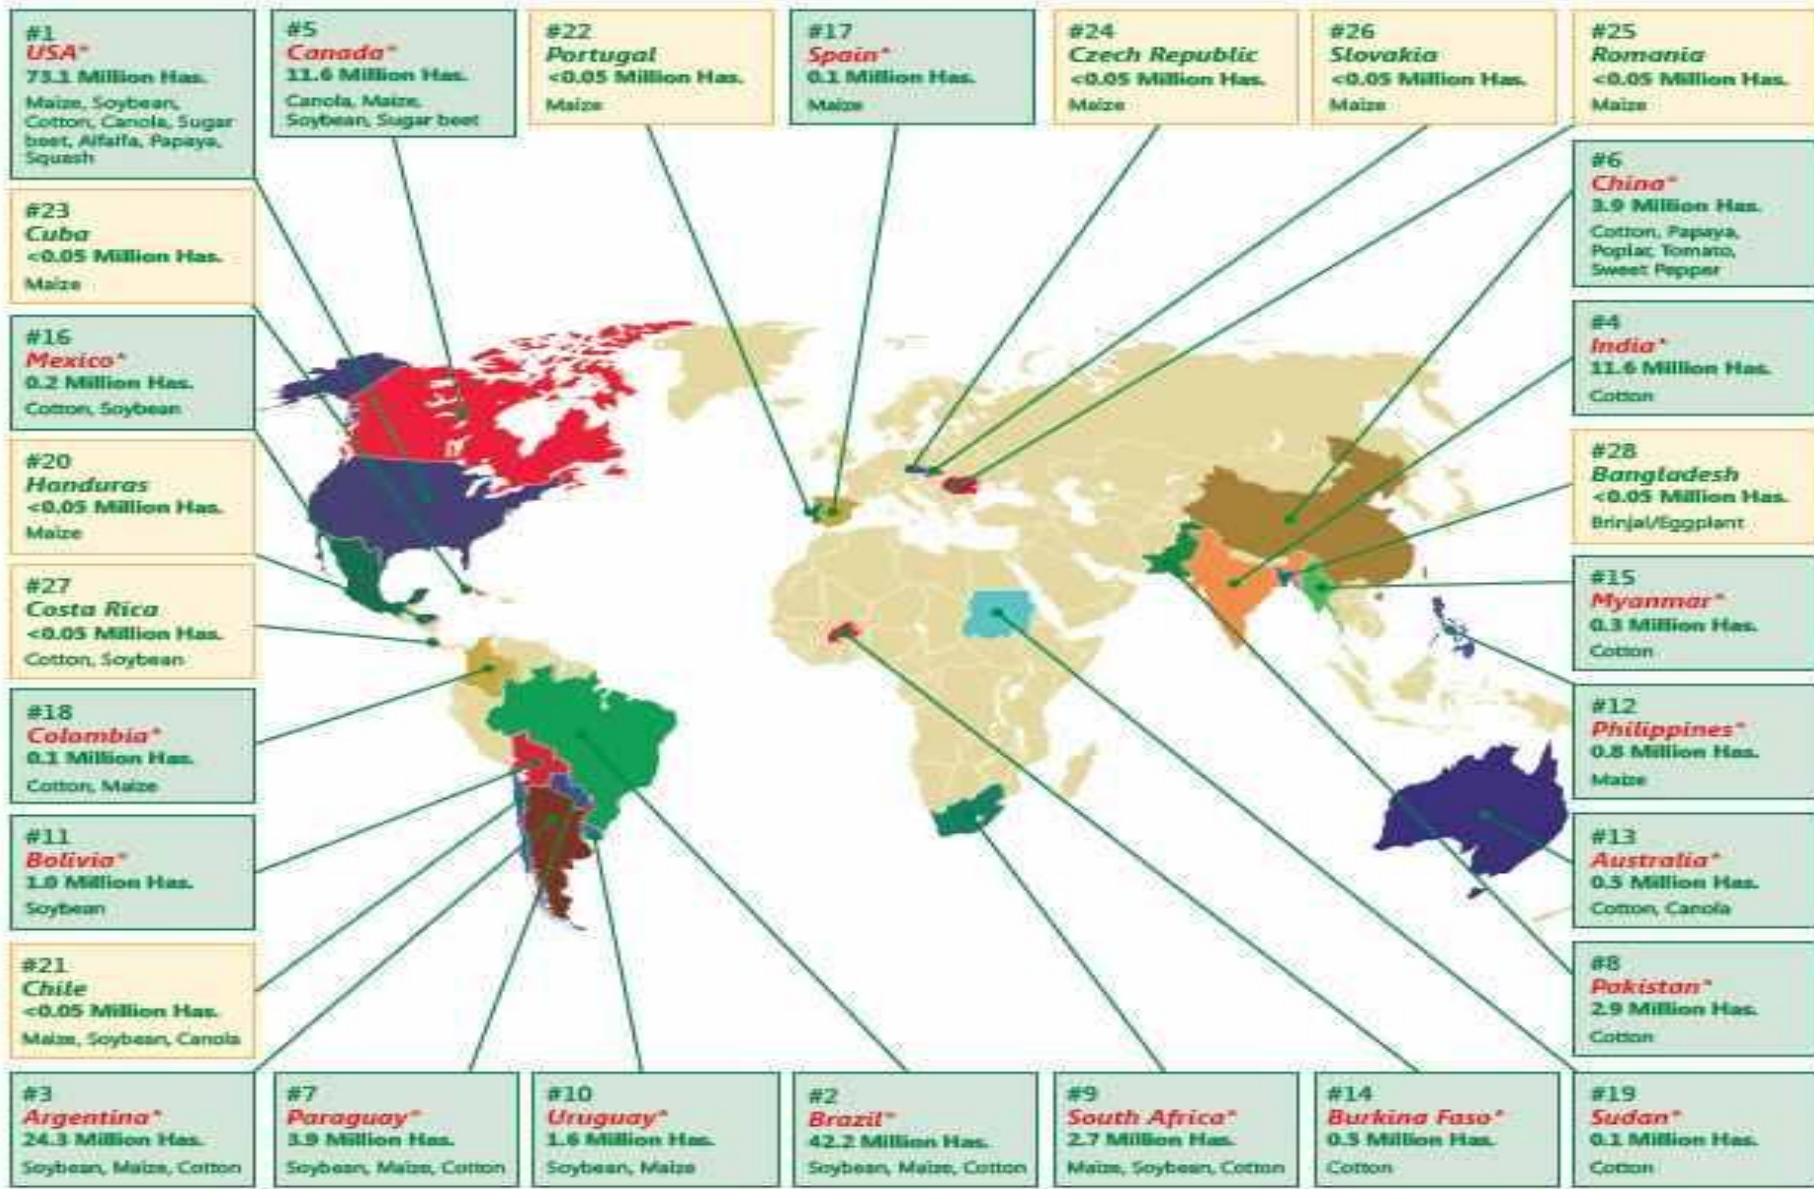 #1
USA*
73.1 Million Has.
Maize, Soybean,
Cotton, Canola, Sugar
beet, Alfalfa, Papaya,
Squash
#5
Canada*
11.6 Million Has.
Canola, Maize,
Soybean, Sugar beet
#22
Portugal
<0.05 Million Has.
Maize
#17
Spain*
0.1 Million Has.
Maize
#24
Czech Republic
<0.05 Million Has.
Maize
#26
Slovakia
<0.05 Million Has.
Maize
#25
Romania
<0.05 Million Has.
Maize
#23
Cuba
<0.05 Million Has.
Maize
#6
China*
3.9 Million Has.
Cotton, Papaya,
Poplar, Tomato,
Sweet Pepper
#16
Mexico*
0.2 Million Has.
Cotton, Soybean
#4
India*
11.6 Million Has.
Cotton
#20
Honduras
<0.05 Million Has.
Maize
#28
Bangladesh
<0.05 Million Has.
Brinjal/Eggplant
#27
Costa Rica
<0.05 Million Has.
Cotton, Soybean
#15
Myanmar*
0.3 Million Has.
Cotton
#18
Colombia*
0.1 Million Has.
Cotton, Maize
#12
Philippines*
0.8 Million Has.
Maize
#11
Bolivia*
1.0 Million Has.
Soybean
#13
Australia*
0.5 Million Has.
Cotton, Canola
#21
Chile
<0.05 Million Has.
Maize, Soybean, Canola
#8
Pakistan*
2.9 Million Has.
Cotton
#3
Argentina*
24.3 Million Has.
Soybean, Maize, Cotton
#7
Paraguay*
3.9 Million Has.
Soybean, Maize, Cotton
#10
Uruguay*
1.6 Million Has.
Soybean, Maize
#2
Brazil*
42.2 Million Has.
Soybean, Maize, Cotton
#9
South Africa*
2.7 Million Has.
Maize, Soybean, Cotton
#14
Burkina Faso*
0.5 Million Has.
Cotton
#19
Sudan*
0.1 Million Has.
Cotton